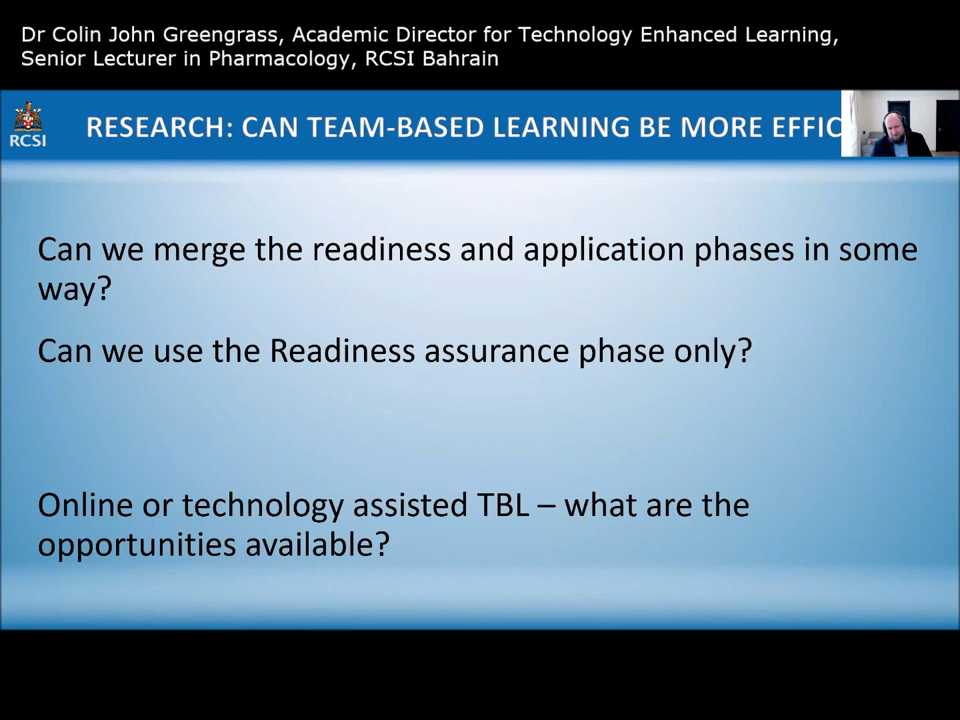 Dr Colin John Greengrass, Academic Director for Technology Enhanced Learning,
Senior Lecturer in Pharmacology, RCSI Bahrain
RCSI
RESEARCH: CAN TEAM-BASED LEARNING BE MORE EFFIC
Can we merge the readiness and application phases in some
way?
Can we use the Readiness assurance phase only?
Online or technology assisted TBL – what are the
opportunities available?